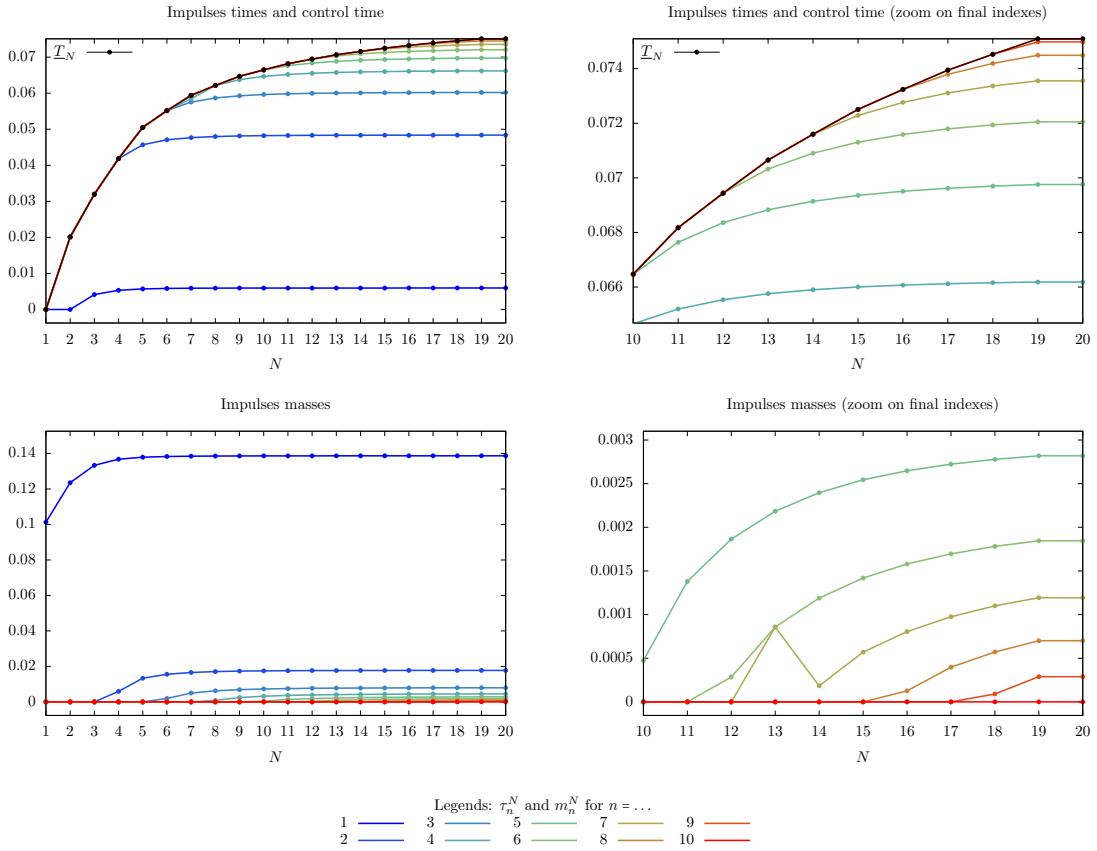 Impulses times and control time
T_N
0.07
0.06
0.05
0.04
0.03
0.02
0.01
0
1 2 3 4 5 6 7 8 9 10 11 12 13 14 15 16 17 18 19 20
N
Impulses times and control time (zoom on final indexes)
T_N
0.074
0.072
0.07
0.068
0.066
10 11 12 13 14 15 16 17 18 19 20
N
Impulses masses
0.14
0.12
0.1
0.08
0.06
0.04
0.02
0
1 2 3 4 5 6 7 8 9 10 11 12 13 14 15 16 17 18 19 20
N
Impulses masses (zoom on final indexes)
0.003
0.0025
0.002
0.0015
0.001
0.0005
0
10 11 12 13 14 15 16 17 18 19 20
N
Legends: τ_n^N and m_n^N for n = ...
1 3 5 7 9
2 4 6 8 10